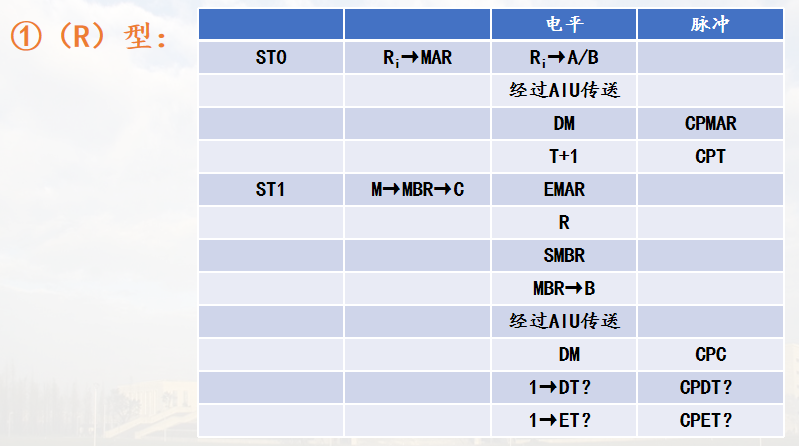 ①（R）型：
电平 脉冲
ST0 Ri→MAR Ri→A/B
经过AIU传送
DM CPMAR
T+1 CPT
ST1 M→MBR→C EMAR
R
SMBR
MBR→B
经过AIU传送
DM CPC
1→DT? CPDT?
1→ET? CPET?